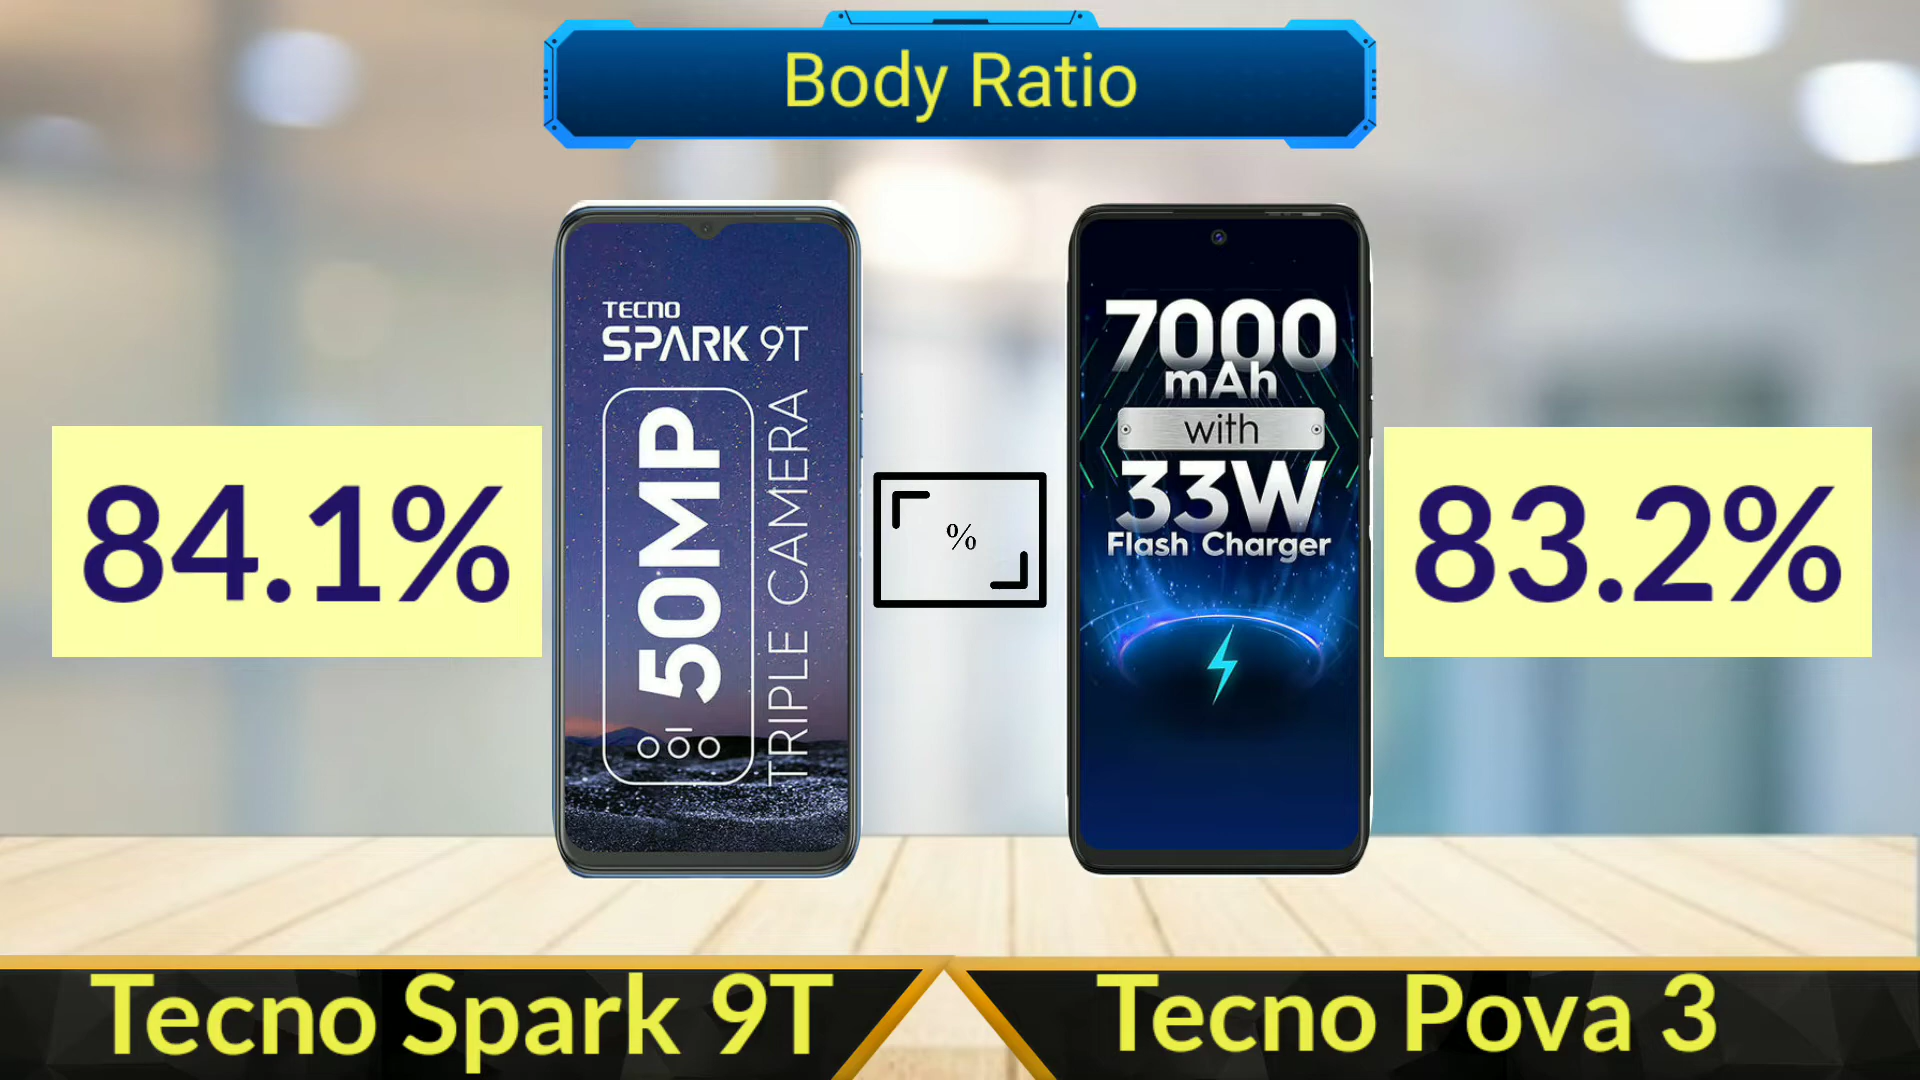 Body Ratio
TECNO
SPARK 9T
50MP
TRIPLE CAMERA
84.1%
%
7000
mAh
with
33W
Flash Charger
83.2%
Tecno Spark 9T
Tecno Pova 3